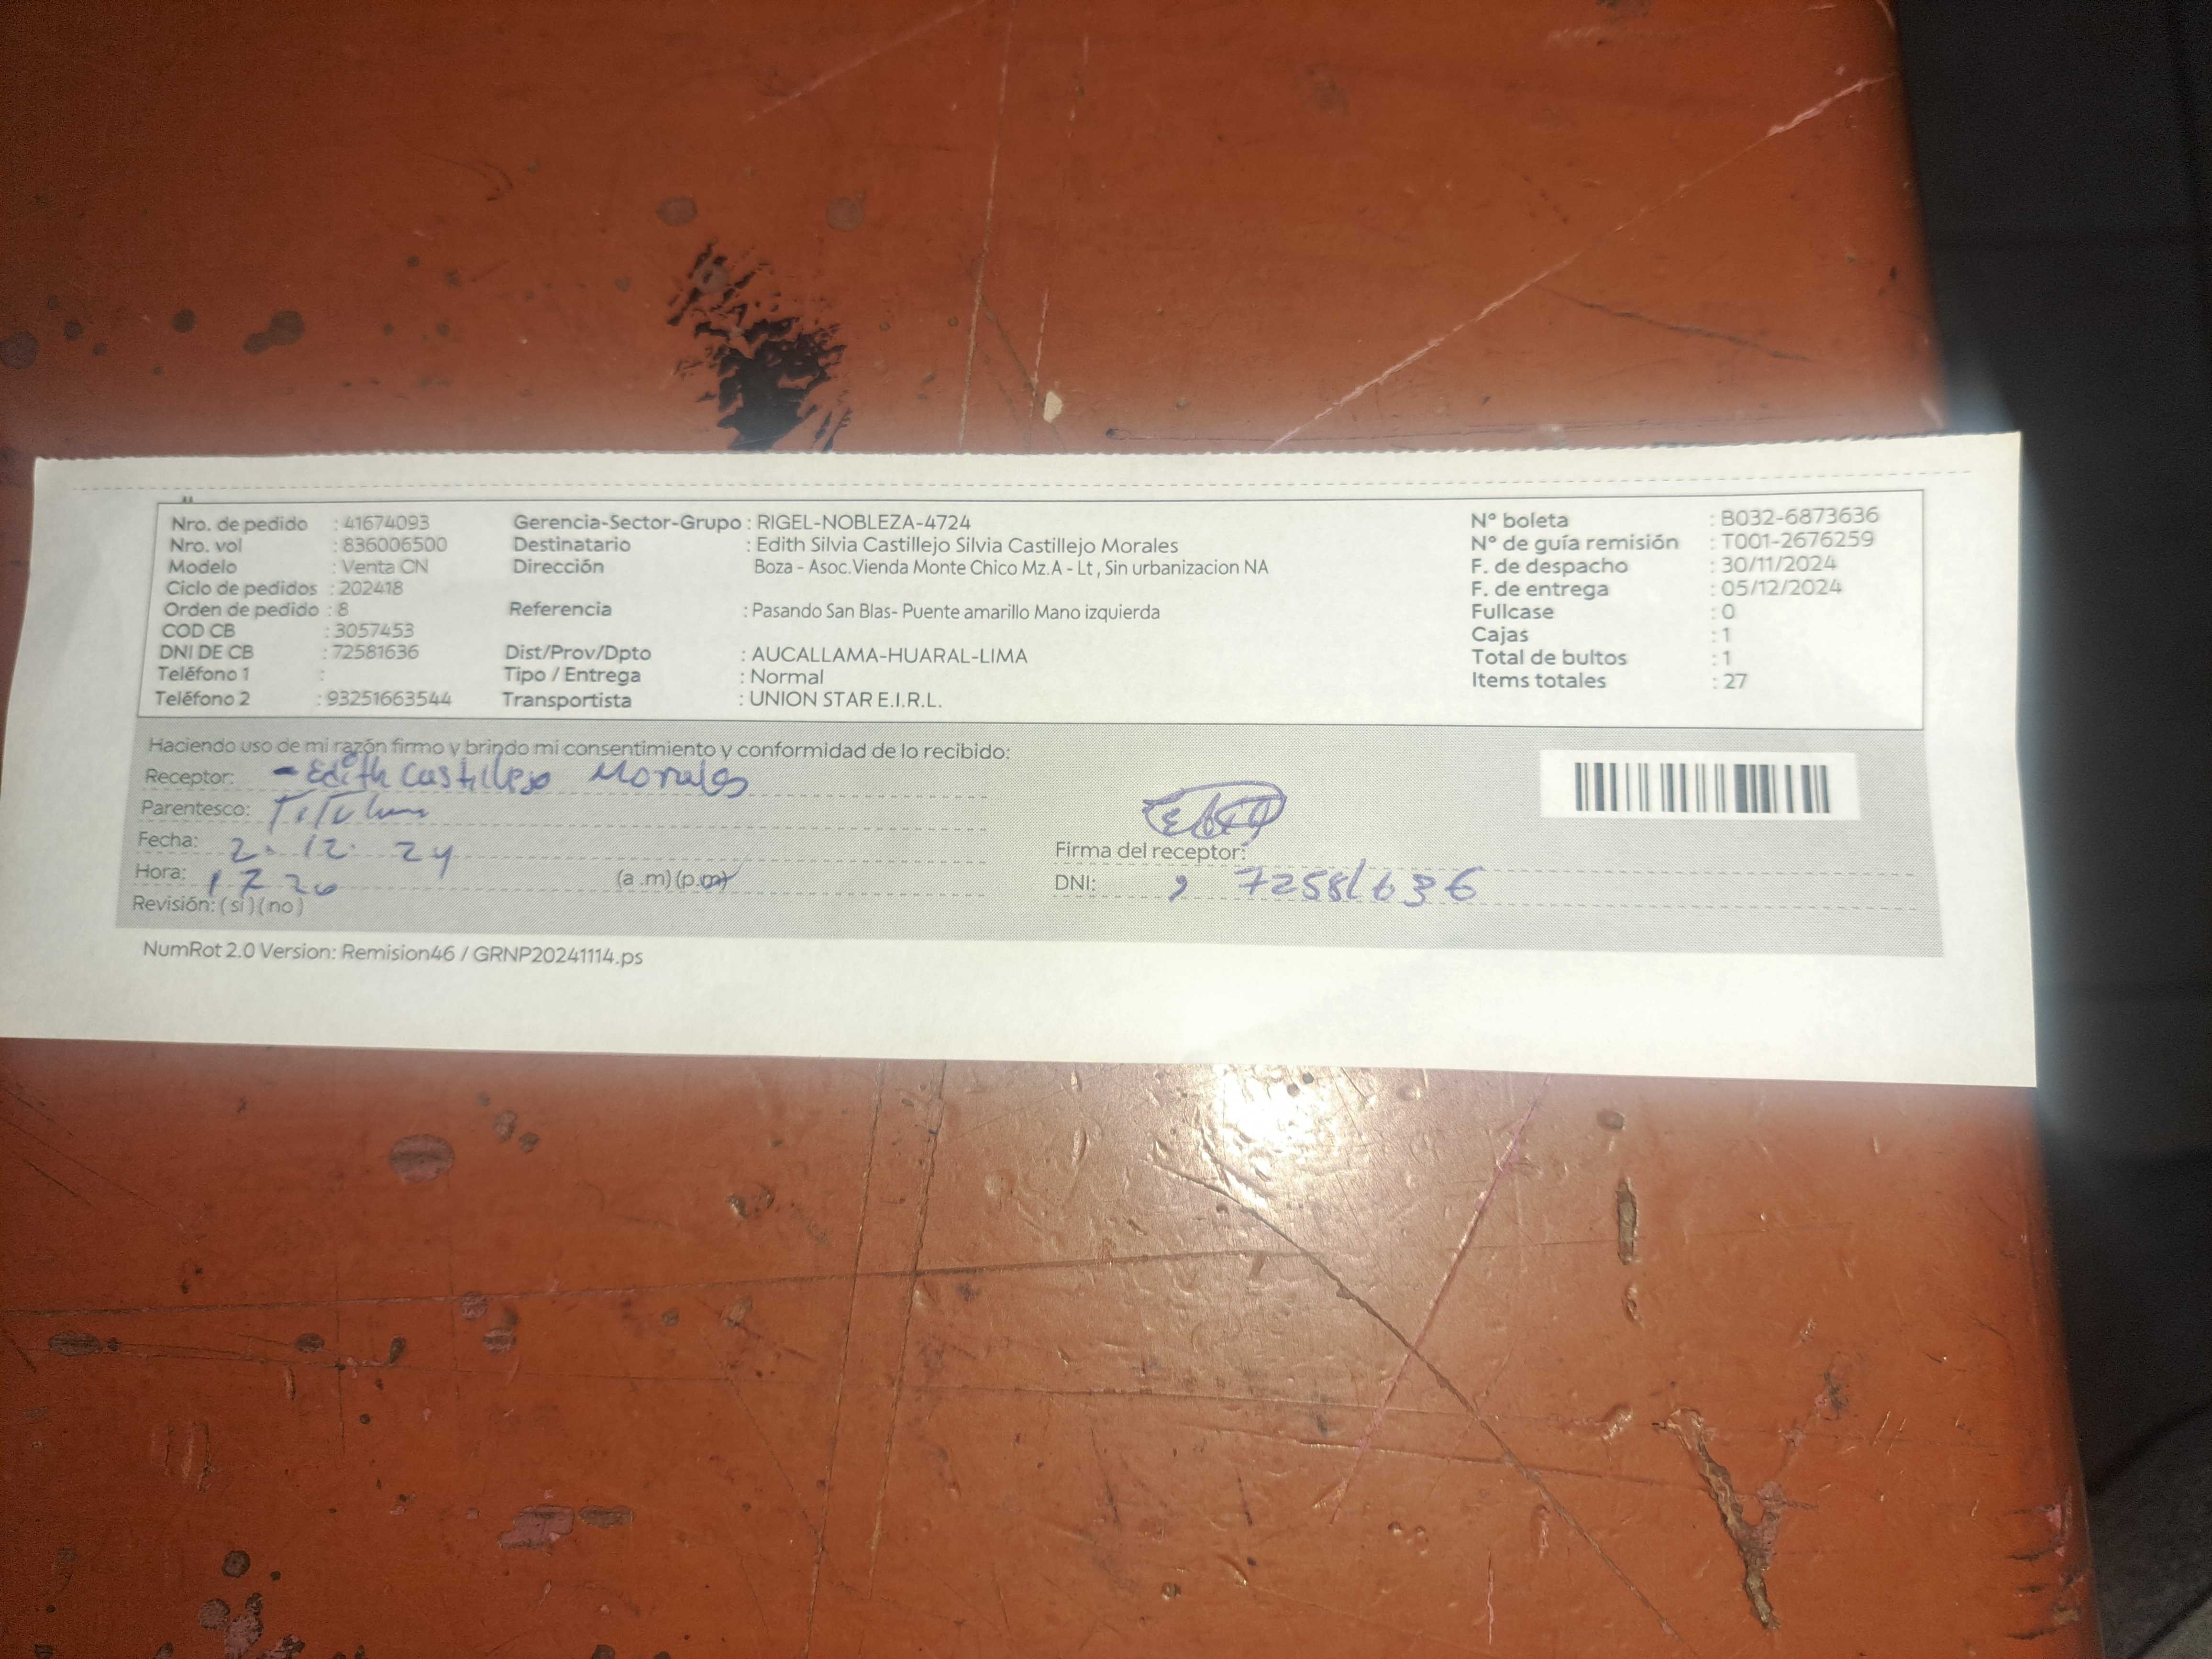 Nro. de pedido : 41674093
Nro. vol : 836006500
Modelo : Venta CN
Ciclo de pedidos : 202418
Orden de pedido : 8
COD CB : 3057453
DNI DE CB : 72581636
Teléfono 1 :
Teléfono 2 : 93251663544
Gerencia-Sector-Grupo : RIGEL-NOBLEZA-4724
Destinatario : Edith Silvia Castillejo Silvia Castillejo Morales
Dirección Boza - Asoc.Vienda Monte Chico Mz.A - Lt , Sin urbanizacion NA
Referencia : Pasando San Blas- Puente amarillo Mano izquierda
Dist/Prov/Dpto : AUCALLAMA-HUARAL-LIMA
Tipo / Entrega : Normal
Transportista : UNION STAR E.I.R.L.
N° boleta : B032-6873636
N° de guía remisión : T001-2676259
F. de despacho : 30/11/2024
F. de entrega : 05/12/2024
Fullcase : 0
Cajas : 1
Total de bultos : 1
Items totales : 27
Haciendo uso de mi razón firmo y brindo mi consentimiento y conformidad de lo recibido:
Receptor: - Edith Castillejo Morales
Parentesco: Titular
Fecha: 2. 12. 24
Hora: 17 20 (a .m) (p.m)
Revisión: ( si ) ( no )
Firma del receptor:
DNI: 72581636
NumRot 2.0 Version: Remision46 / GRNP20241114.ps